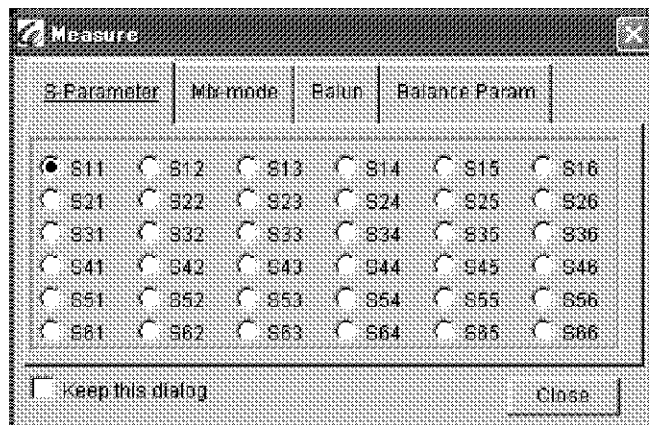 Measure
S-Parameter Mix-mode Balun Balance Param
S11 S12 S13 S14 S15 S16
S21 S22 S23 S24 S25 S26
S31 S32 S33 S34 S35 S36
S41 S42 S43 S44 S45 S46
S51 S52 S53 S54 S55 S56
S61 S62 S63 S64 S65 S66
Keep this dialog Close